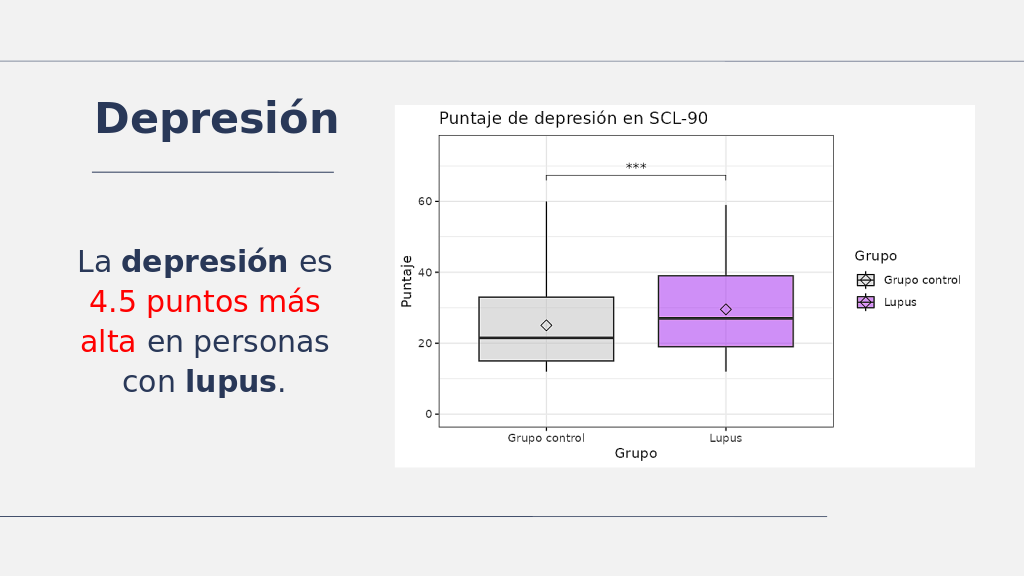 Depresión
La depresión es
4.5 puntos más
alta en personas
con lupus.
Puntaje de depresión en SCL-90
***
60
40
20
0
Puntaje
Grupo control
Lupus
Grupo
Grupo
Grupo control
Lupus